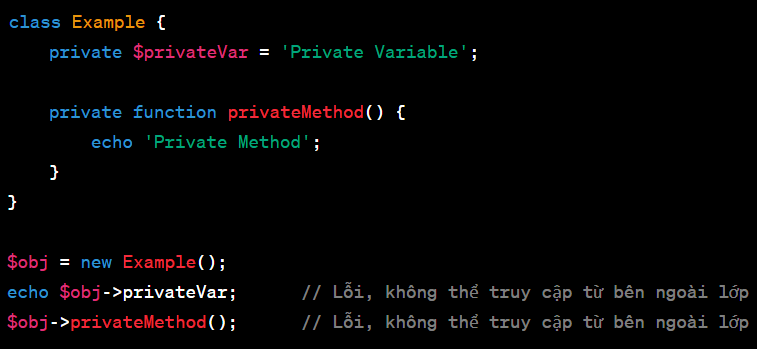 class Example {
    private $privateVar = 'Private Variable';

    private function privateMethod() {
        echo 'Private Method';
    }
}

$obj = new Example();
echo $obj->privateVar;      // Lỗi, không thể truy cập từ bên ngoài lớp
$obj->privateMethod();      // Lỗi, không thể truy cập từ bên ngoài lớp